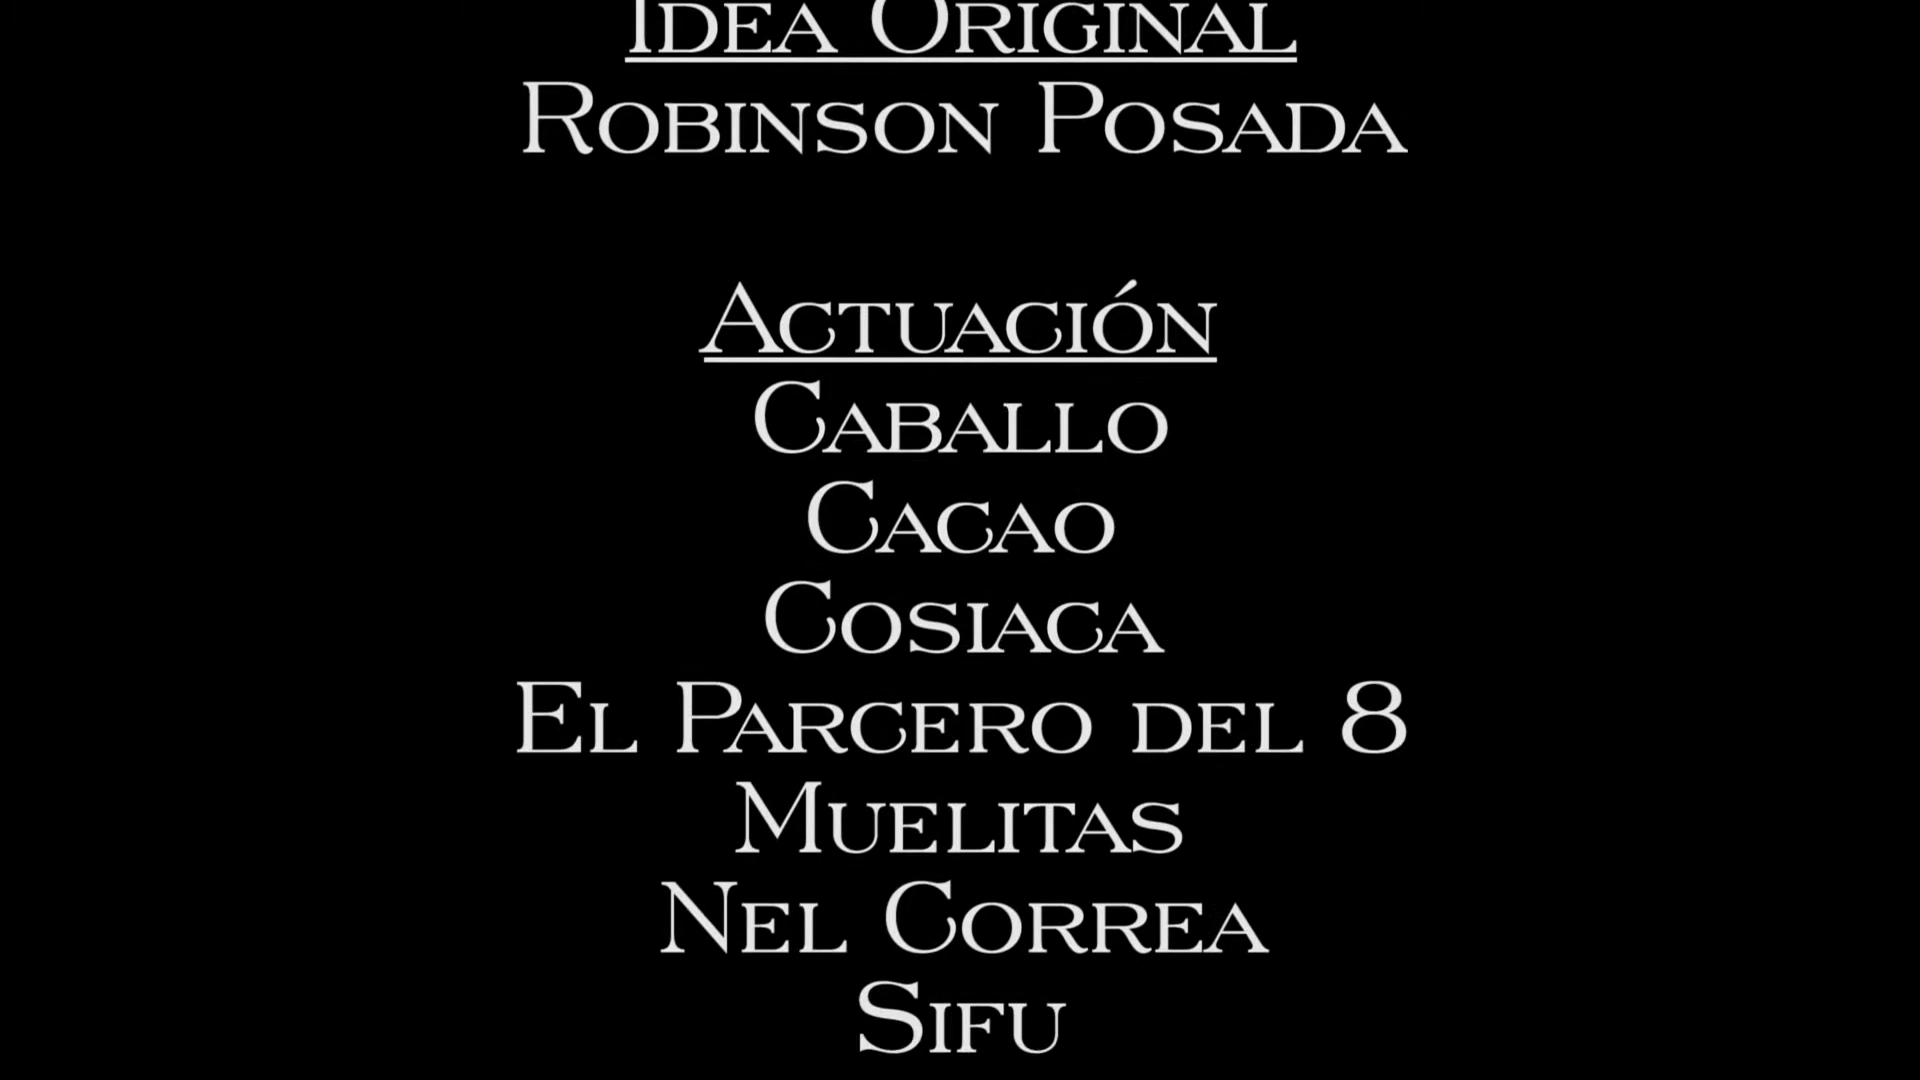 Idea Original
Robinson Posada
Actuación
Caballo
Cacao
Cosiaca
El Parcero del 8
Muelitas
Nel Correa
Sifu